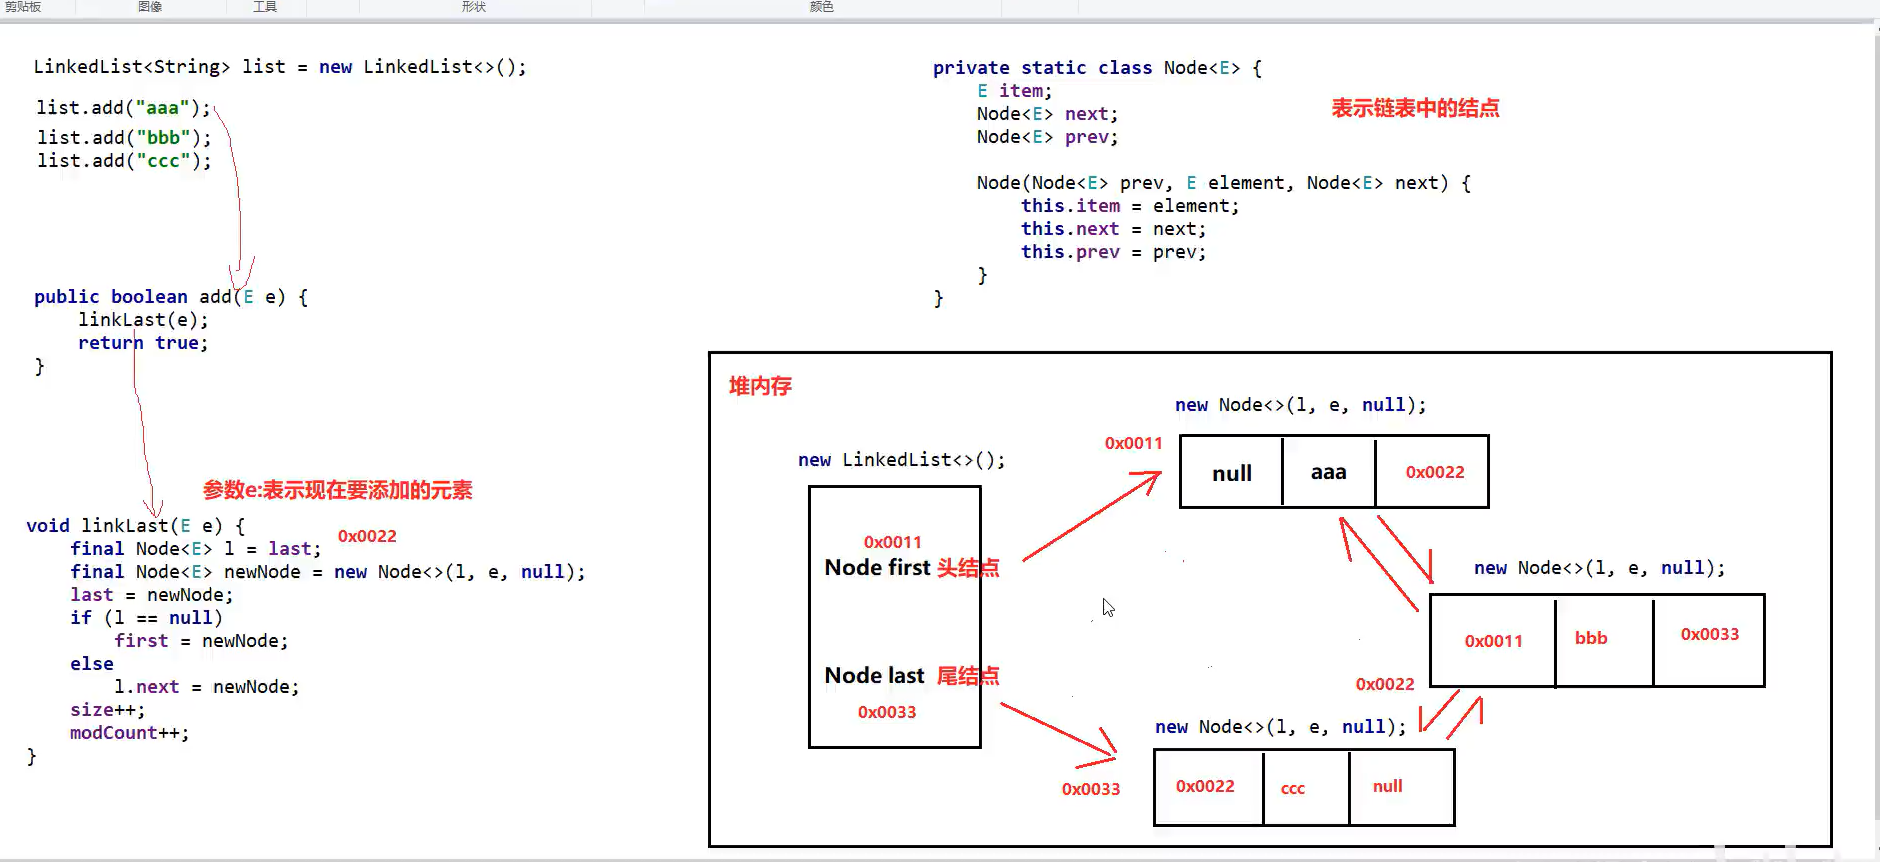 剪贴板 图像 工具 形状 颜色
LinkedList<String> list = new LinkedList<>();
list.add("aaa");
list.add("bbb");
list.add("ccc");
public boolean add(E e) {
linkLast(e);
return true;
}
参数e:表示现在要添加的元素
void linkLast(E e) {
0x0022
final Node<E> l = last;
final Node<E> newNode = new Node<>(l, e, null);
last = newNode;
if (l == null)
first = newNode;
else
l.next = newNode;
size++;
modCount++;
}
private static class Node<E> {
E item;
Node<E> next;
Node<E> prev;
表示链表中的结点
Node(Node<E> prev, E element, Node<E> next) {
this.item = element;
this.next = next;
this.prev = prev;
}
}
堆内存
new LinkedList<>();
0x0011
Node first 头结点
Node last 尾结点
0x0033
new Node<>(l, e, null);
0x0011
null aaa 0x0022
new Node<>(l, e, null);
0x0011 bbb 0x0033
0x0022
new Node<>(l, e, null);
0x0033
0x0022 ccc null